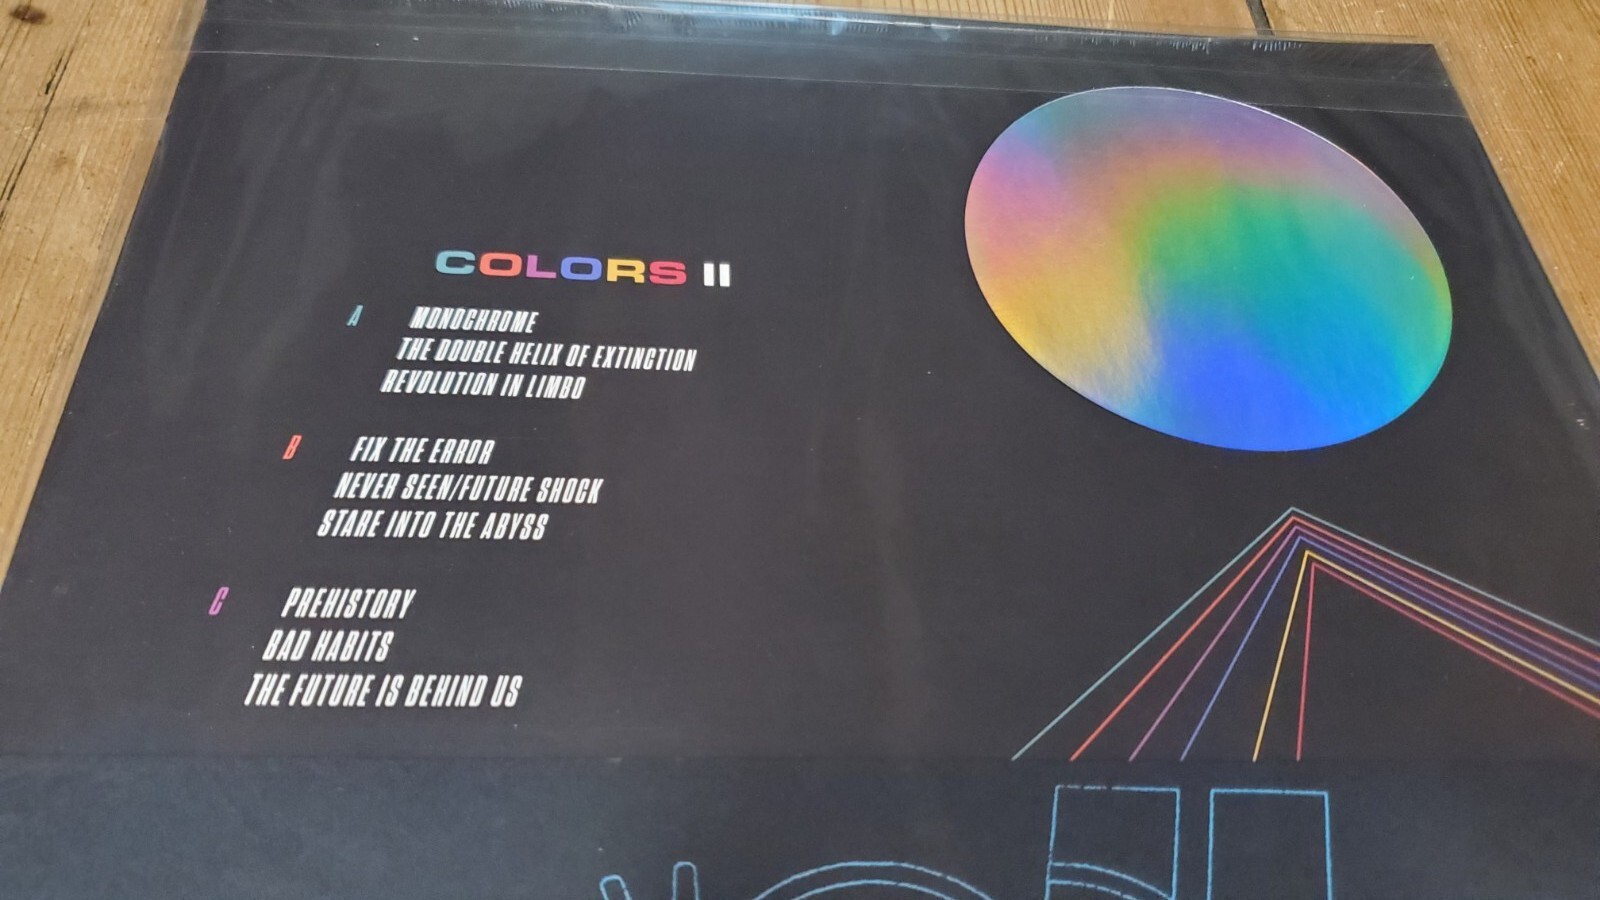 COLORS II
A MONOCHROME
THE DOUBLE HELIX OF EXTINCTION
REVOLUTION IN LIMBO
B FIX THE ERROR
NEVER SEEN/FUTURE SHOCK
STARE INTO THE ABYSS
C PREHISTORY
BAD HABITS
THE FUTURE IS BEHIND US